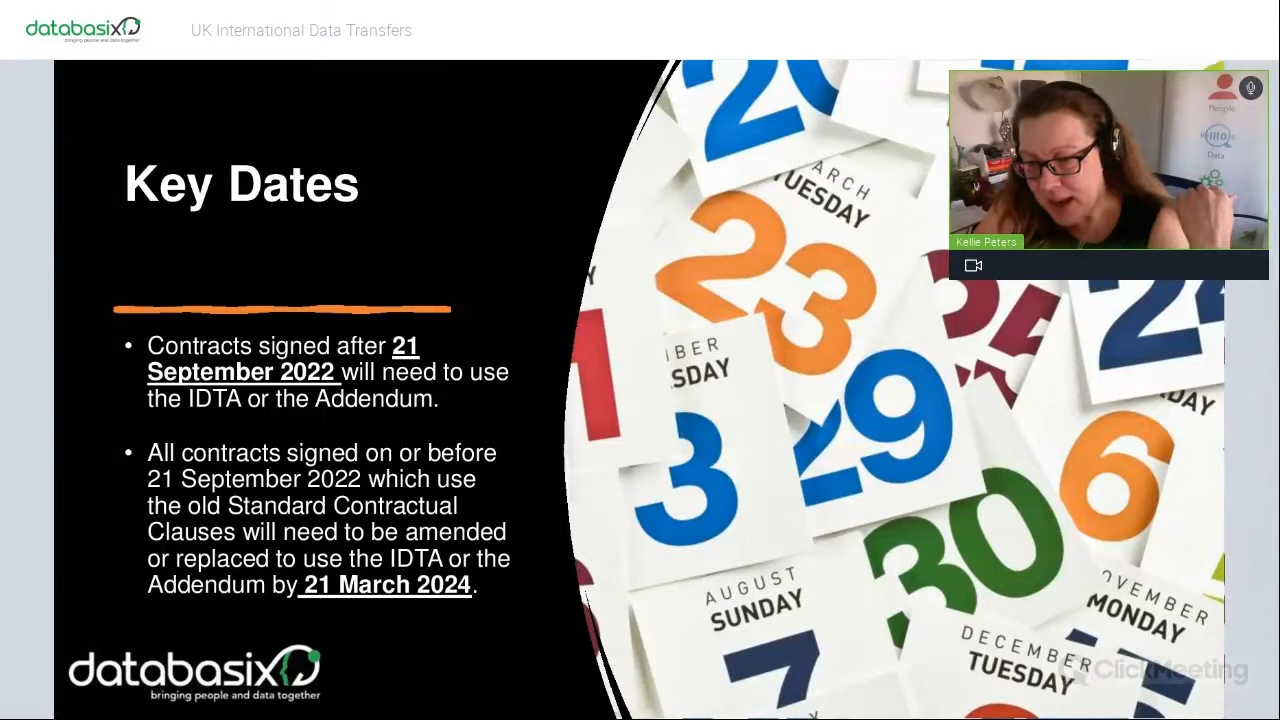 databasix
bringing people and data together
UK International Data Transfers
Key Dates
• Contracts signed after 21
September 2022 will need to use
the IDTA or the Addendum.
• All contracts signed on or before
21 September 2022 which use
the old Standard Contractual
Clauses will need to be amended
or replaced to use the IDTA or the
Addendum by 21 March 2024.
databasix
bringing people and data together
ARCH
TUESDAY
23
BER
SDAY
3
29
30
6
DAY
24
1
AUGUST
SUNDAY
7
OVEMBER
MONDAY
DECEMBER
TUESDAY
People
Data
Kellie Peters
ClickMeeting